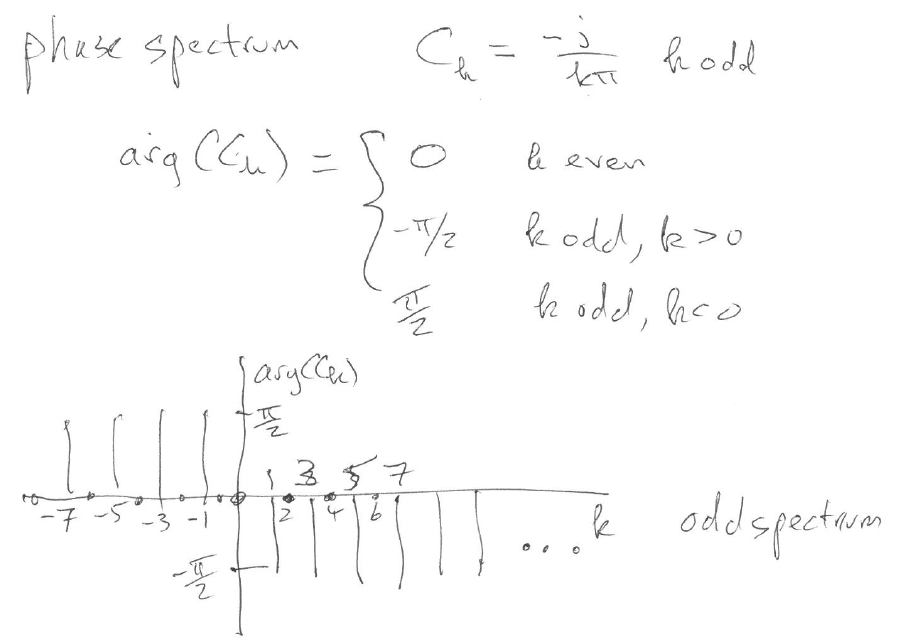 phase spectrum C_k = -j/kπ k odd
arg(C_k) = { 0 k even
-π/2 k odd, k>0
π/2 k odd, k<0
arg(C_k)
π/2
1 3 5 7
-7 -5 -3 -1 2 4 6 ... k odd spectrum
-π/2